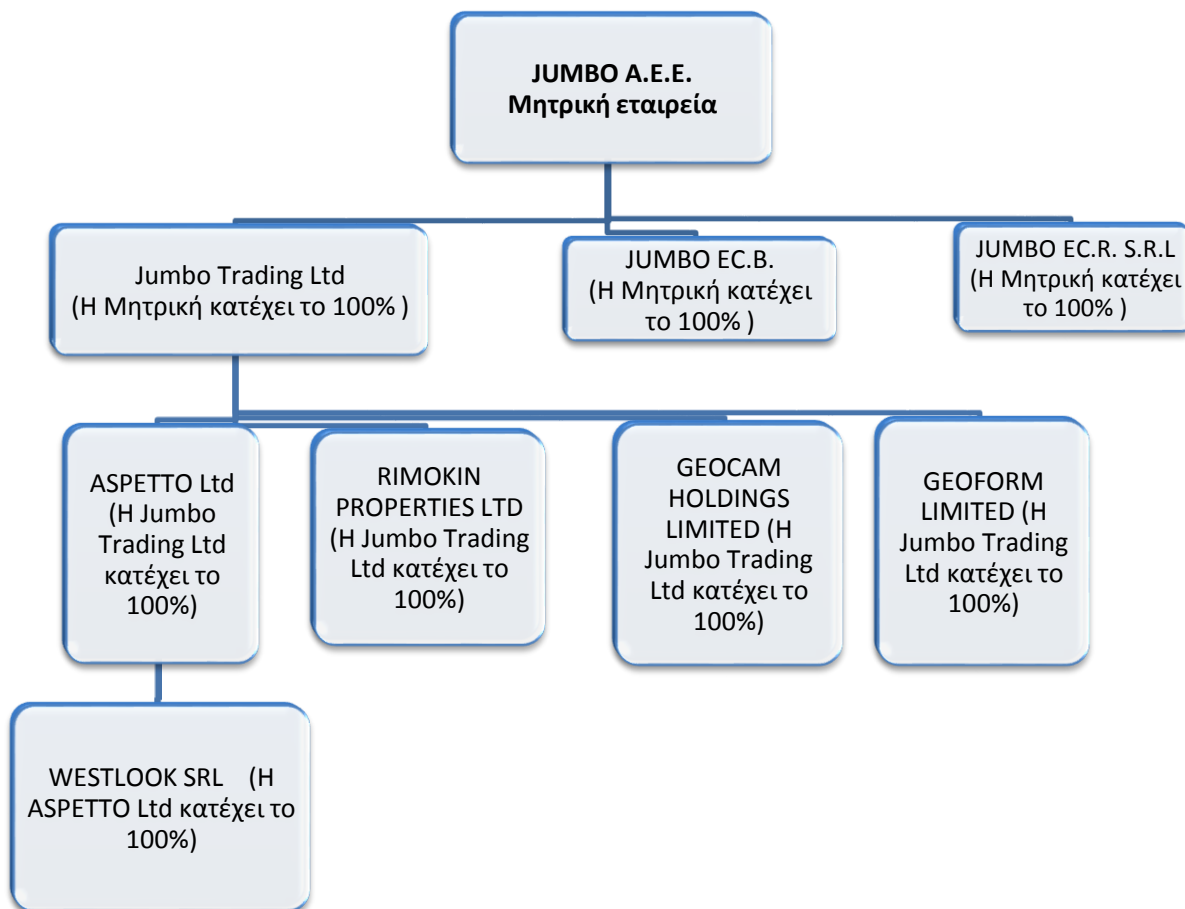 JUMBO A.E.E.
Μητρική εταιρεία
Jumbo Trading Ltd
(Η Μητρική κατέχει το 100% )
JUMBO EC.B.
(Η Μητρική κατέχει
το 100% )
JUMBO EC.R. S.R.L
(Η Μητρική κατέχει
το 100% )
ASPETTO Ltd
(Η Jumbo
Trading Ltd
κατέχει το
100%)
RIMOKIN
PROPERTIES LTD
(Η Jumbo Trading
Ltd κατέχει το
100%)
GEOCAM
HOLDINGS
LIMITED (Η
Jumbo Trading
Ltd κατέχει το
100%)
GEOFORM
LIMITED (Η
Jumbo Trading
Ltd κατέχει το
100%)
WESTLOOK SRL (Η
ASPETTO Ltd κατέχει το
100%)